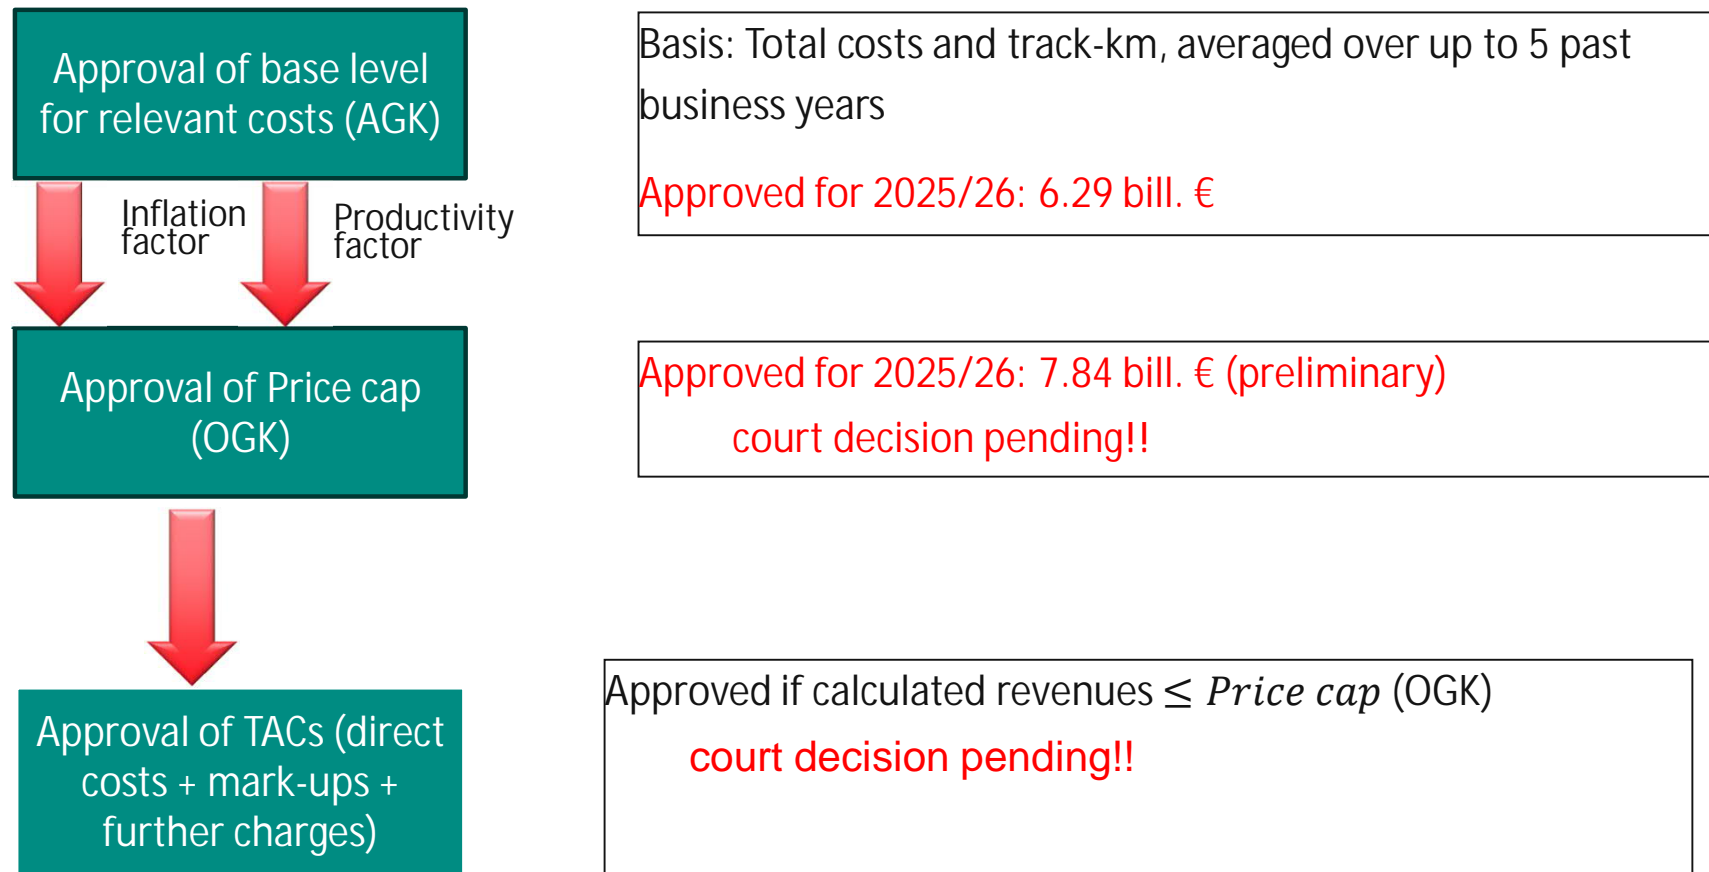 Approval of base level
for relevant costs (AGK)
Basis: Total costs and track-km, averaged over up to 5 past
business years
Approved for 2025/26: 6.29 bill. €
Inflation
factor
Productivity
factor
Approval of Price cap
(OGK)
Approved for 2025/26: 7.84 bill. € (preliminary)
court decision pending!!
Approval of TACs (direct
costs + mark-ups +
further charges)
Approved if calculated revenues ≤ Price cap (OGK)
court decision pending!!